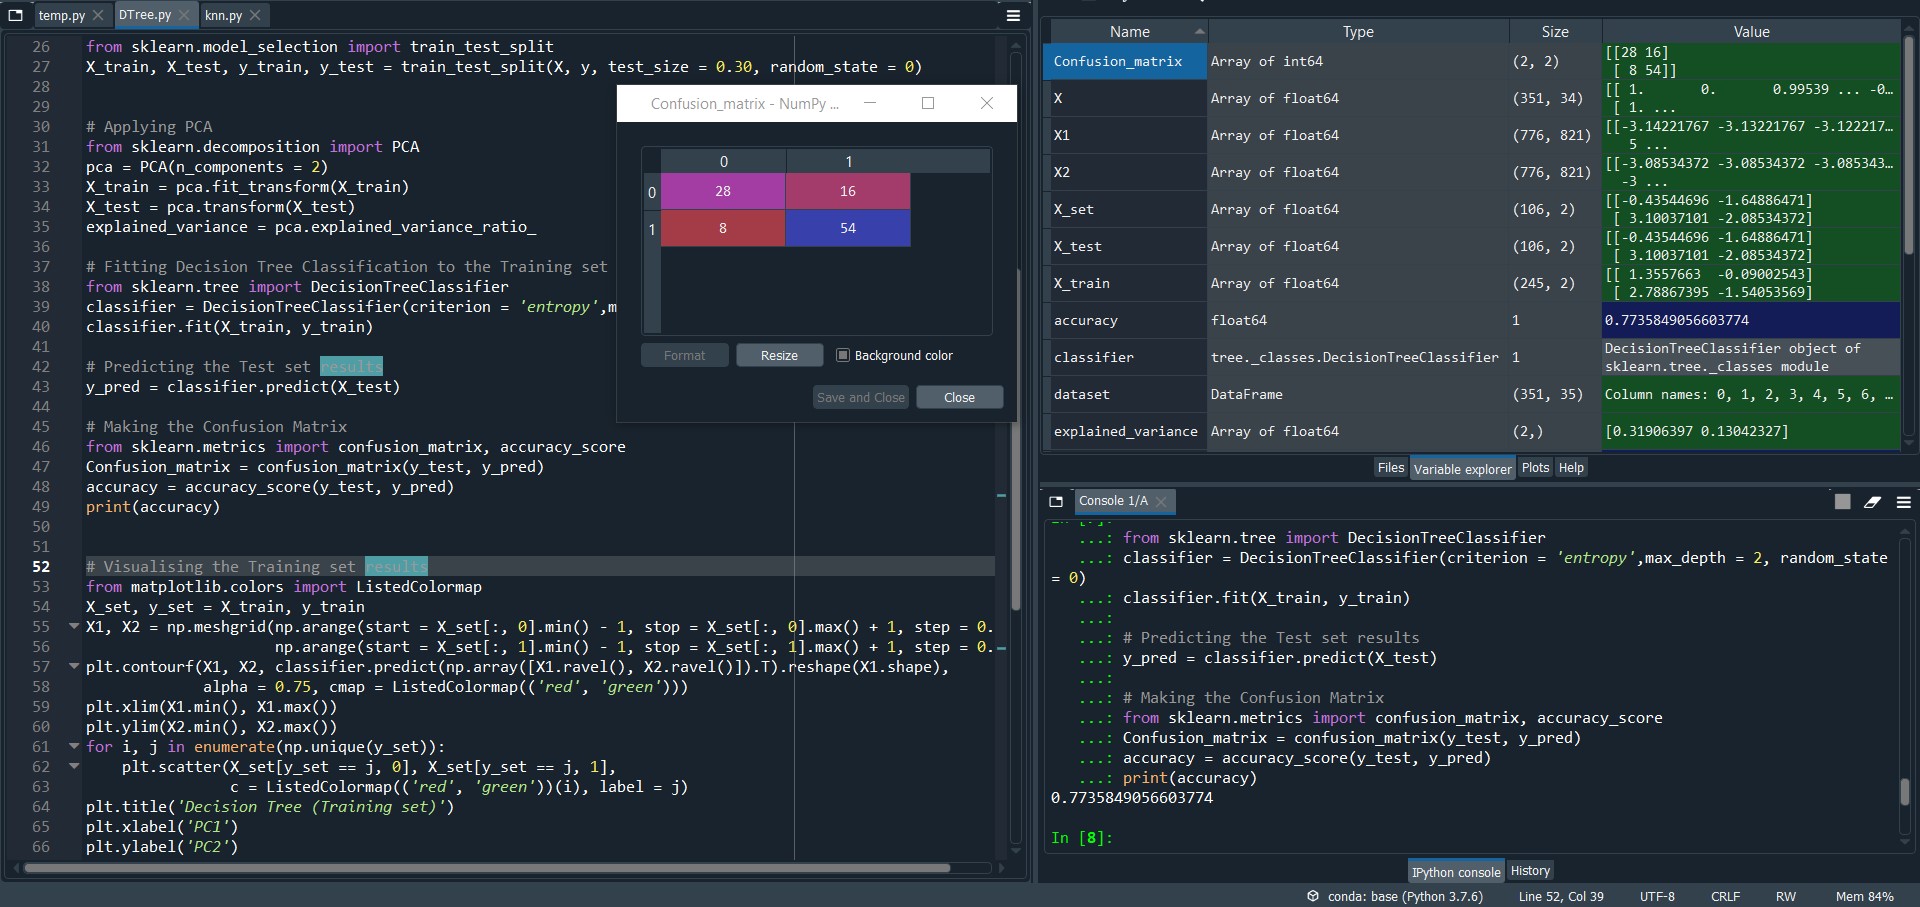 temp.py DTree.py knn.py
26 from sklearn.model_selection import train_test_split
27 X_train, X_test, y_train, y_test = train_test_split(X, y, test_size = 0.30, random_state = 0)
28
29
30 # Applying PCA
31 from sklearn.decomposition import PCA
32 pca = PCA(n_components = 2)
33 X_train = pca.fit_transform(X_train)
34 X_test = pca.transform(X_test)
35 explained_variance = pca.explained_variance_ratio_
36
37 # Fitting Decision Tree Classification to the Training set
38 from sklearn.tree import DecisionTreeClassifier
39 classifier = DecisionTreeClassifier(criterion = 'entropy',m
40 classifier.fit(X_train, y_train)
41
42 # Predicting the Test set results
43 y_pred = classifier.predict(X_test)
44
45 # Making the Confusion Matrix
46 from sklearn.metrics import confusion_matrix, accuracy_score
47 Confusion_matrix = confusion_matrix(y_test, y_pred)
48 accuracy = accuracy_score(y_test, y_pred)
49 print(accuracy)
50
51
52 # Visualising the Training set results
53 from matplotlib.colors import ListedColormap
54 X_set, y_set = X_train, y_train
55 X1, X2 = np.meshgrid(np.arange(start = X_set[:, 0].min() - 1, stop = X_set[:, 0].max() + 1, step = 0.
56 np.arange(start = X_set[:, 1].min() - 1, stop = X_set[:, 1].max() + 1, step = 0.
57 plt.contourf(X1, X2, classifier.predict(np.array([X1.ravel(), X2.ravel()]).T).reshape(X1.shape),
58 alpha = 0.75, cmap = ListedColormap(('red', 'green')))
59 plt.xlim(X1.min(), X1.max())
60 plt.ylim(X2.min(), X2.max())
61 for i, j in enumerate(np.unique(y_set)):
62 plt.scatter(X_set[y_set == j, 0], X_set[y_set == j, 1],
63 c = ListedColormap(('red', 'green'))(i), label = j)
64 plt.title('Decision Tree (Training set)')
65 plt.xlabel('PC1')
66 plt.ylabel('PC2')
Confusion_matrix - NumPy ...
0 1
0 28 16
1 8 54
Format Resize Background color
Save and Close Close
Name Type Size Value
Confusion_matrix Array of int64 (2, 2) [[28 16]
[ 8 54]]
X Array of float64 (351, 34) [[ 1. 0. 0.99539 ... -0…
[ 1. ...
X1 Array of float64 (776, 821) [[-3.14221767 -3.13221767 -3.122217…
5 ...
X2 Array of float64 (776, 821) [[-3.08534372 -3.08534372 -3.085343…
-3 ...
X_set Array of float64 (106, 2) [[-0.43544696 -1.64886471]
[ 3.10037101 -2.08534372]
X_test Array of float64 (106, 2) [[-0.43544696 -1.64886471]
[ 3.10037101 -2.08534372]
X_train Array of float64 (245, 2) [[ 1.3557663 -0.09002543]
[ 2.78867395 -1.54053569]
accuracy float64 1 0.7735849056603774
classifier tree._classes.DecisionTreeClassifier 1 DecisionTreeClassifier object of
sklearn.tree._classes module
dataset DataFrame (351, 35) Column names: 0, 1, 2, 3, 4, 5, 6, …
explained_variance Array of float64 (2,) [0.31906397 0.13042327]
Files Variable explorer Plots Help
Console 1/A
...: from sklearn.tree import DecisionTreeClassifier
...: classifier = DecisionTreeClassifier(criterion = 'entropy',max_depth = 2, random_state
= 0)
...: classifier.fit(X_train, y_train)
...:
...: # Predicting the Test set results
...: y_pred = classifier.predict(X_test)
...:
...: # Making the Confusion Matrix
...: from sklearn.metrics import confusion_matrix, accuracy_score
...: Confusion_matrix = confusion_matrix(y_test, y_pred)
...: accuracy = accuracy_score(y_test, y_pred)
...: print(accuracy)
0.7735849056603774
In [8]:
IPython console History
conda: base (Python 3.7.6) Line 52, Col 39 UTF-8 CRLF RW Mem 84%